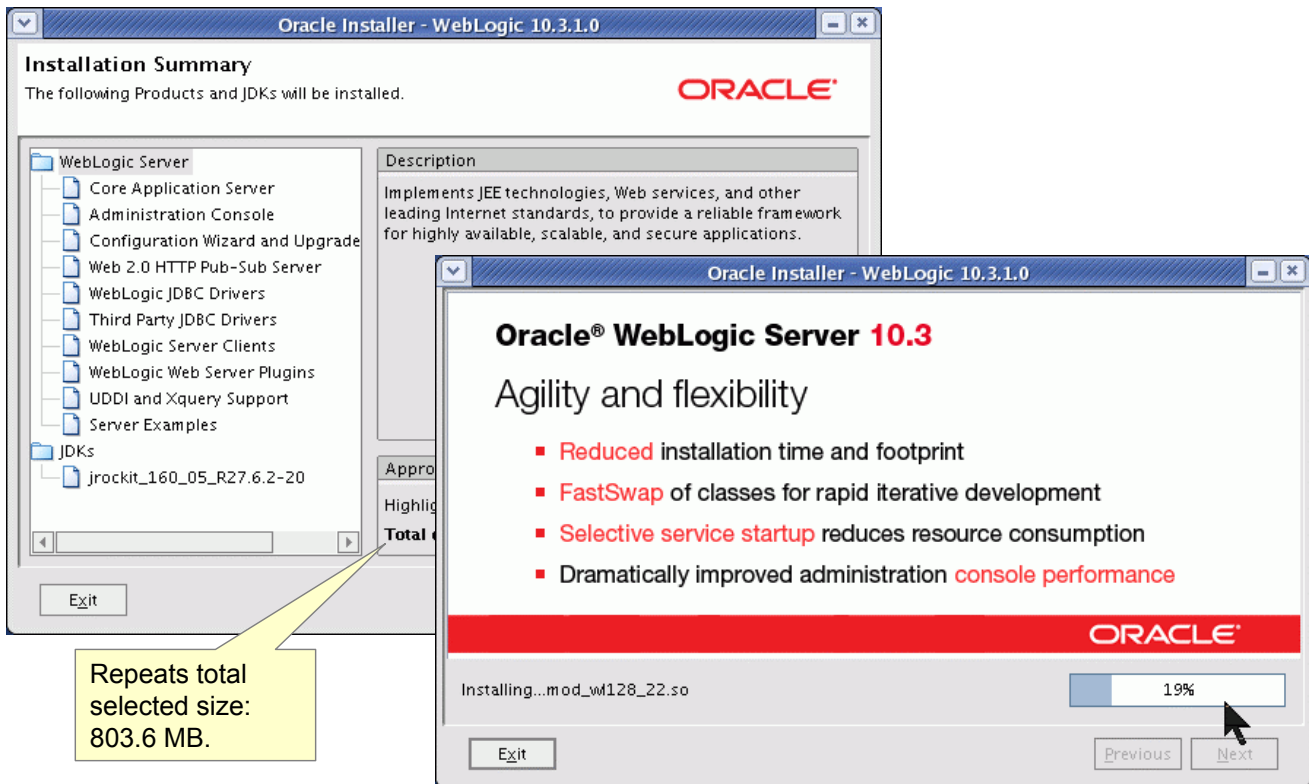 Oracle Installer - WebLogic 10.3.1.0
Installation Summary
The following Products and JDKs will be installed.
ORACLE
WebLogic Server
Core Application Server
Administration Console
Configuration Wizard and Upgrade
Web 2.0 HTTP Pub-Sub Server
WebLogic JDBC Drivers
Third Party JDBC Drivers
WebLogic Server Clients
WebLogic Web Server Plugins
UDDI and Xquery Support
Server Examples
JDKs
jrockit_160_05_R27.6.2-20
Description
Implements JEE technologies, Web services, and other
leading Internet standards, to provide a reliable framework
for highly available, scalable, and secure applications.
Appro
Highlig
Total
Exit
Repeats total
selected size:
803.6 MB.
Oracle Installer - WebLogic 10.3.1.0
Oracle® WebLogic Server 10.3
Agility and flexibility
Reduced installation time and footprint
FastSwap of classes for rapid iterative development
Selective service startup reduces resource consumption
Dramatically improved administration console performance
ORACLE
Installing...mod_wl128_22.so
19%
Exit
Previous
Next